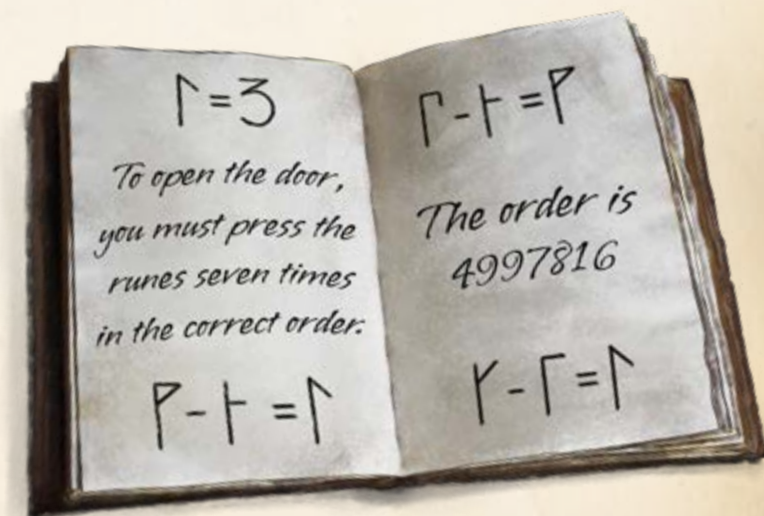 ᛚ=3
To open the door,
you must press the
runes seven times
in the correct order.
The order is
4997816